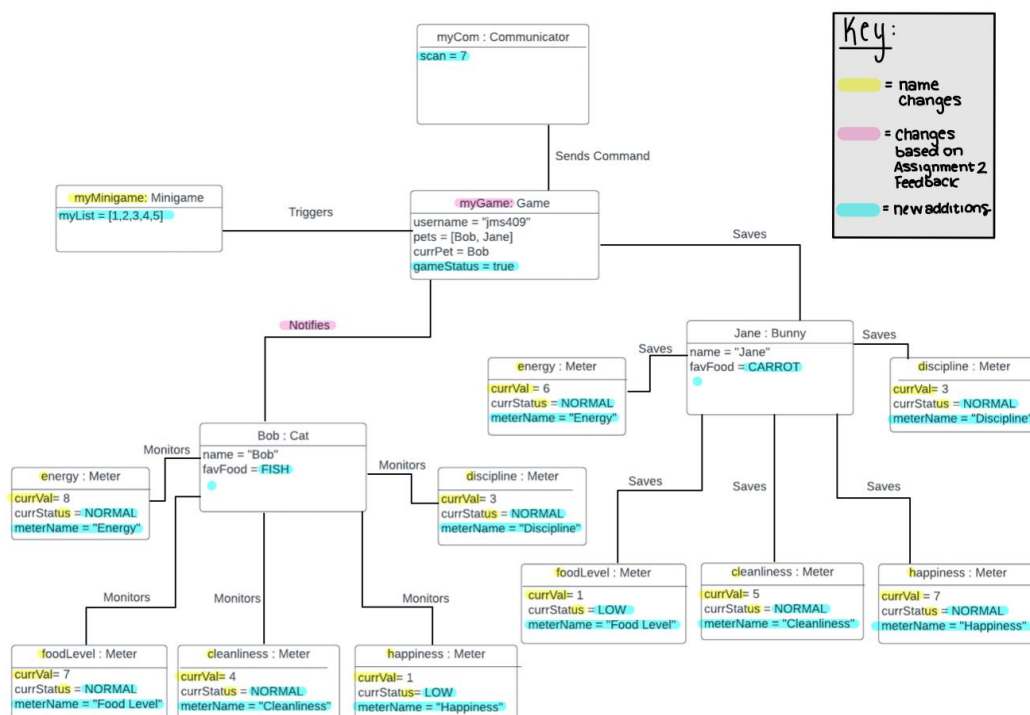 myCom : Communicator
scan = 7
Key:
= name
changes
= changes
based on
Assignment 2
Feedback
= new additions
Sends Command
myMinigame: Minigame
myList = [1,2,3,4,5]
Triggers
myGame: Game
username = "jms409"
pets = [Bob, Jane]
currPet = Bob
gameStatus = true
Saves
Notifies
Jane : Bunny
name = "Jane"
favFood = CARROT
Saves
energy : Meter
currVal = 6
currStatus = NORMAL
meterName = "Energy"
Saves
discipline : Meter
currVal= 3
currStatus = NORMAL
meterName = "Discipline"
Bob : Cat
name = "Bob"
favFood = FISH
Monitors
energy : Meter
currVal= 8
currStatus = NORMAL
meterName = "Energy"
Monitors
discipline : Meter
currVal= 3
currStatus = NORMAL
meterName = "Discipline"
Saves
Saves
Saves
foodLevel : Meter
currVal= 1
currStatus = LOW
meterName = "Food Level"
cleanliness : Meter
currVal = 5
currStatus = NORMAL
meterName = "Cleanliness"
happiness : Meter
currVal = 7
currStatus = NORMAL
meterName = "Happiness"
Monitors
Monitors
Monitors
foodLevel : Meter
currVal= 7
currStatus = NORMAL
meterName = "Food Level"
cleanliness : Meter
currVal= 4
currStatus = NORMAL
meterName = "Cleanliness"
happiness : Meter
currVal= 1
currStatus= LOW
meterName = "Happiness"